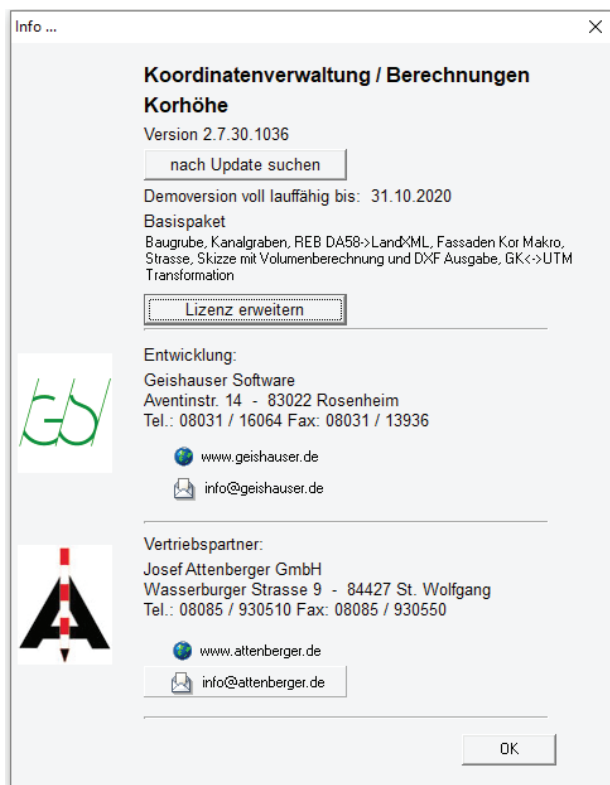 Info ...
Koordinatenverwaltung / Berechnungen
Korhöhe
Version 2.7.30.1036
nach Update suchen
Demoversion voll lauffähig bis: 31.10.2020
Basispaket
Baugrube, Kanalgraben, REB DA58->LandXML, Fassaden Kor Makro,
Strasse, Skizze mit Volumenberechnung und DXF Ausgabe, GK<->UTM
Transformation
Lizenz erweitern
Entwicklung:
Geishauser Software
Aventinstr. 14 - 83022 Rosenheim
Tel.: 08031 / 16064 Fax: 08031 / 13936
www.geishauser.de
info@geishauser.de
Vertriebspartner:
Josef Attenberger GmbH
Wasserburger Strasse 9 - 84427 St. Wolfgang
Tel.: 08085 / 930510 Fax: 08085 / 930550
www.attenberger.de
info@attenberger.de
OK